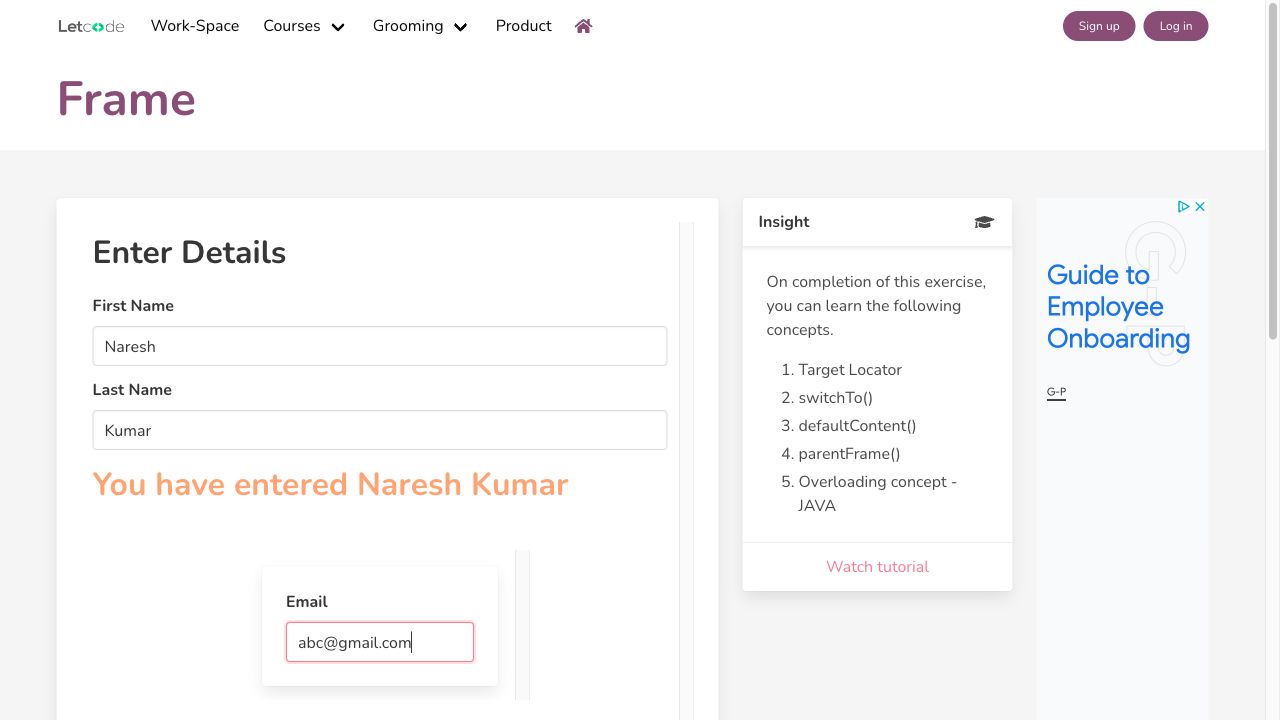 Letcode Work-Space Courses Grooming Product Sign up Log in
Frame
Enter Details
First Name
Naresh
Last Name
Kumar
You have entered Naresh Kumar
Email
abc@gmail.com
Insight
On completion of this exercise,
you can learn the following
concepts.
1. Target Locator
2. switchTo()
3. defaultContent()
4. parentFrame()
5. Overloading concept -
JAVA
Watch tutorial
Guide to
Employee
Onboarding
G-P